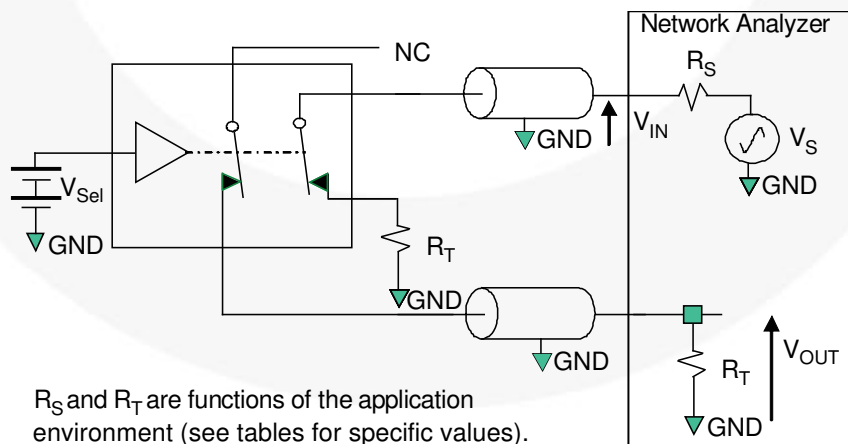 Network Analyzer
NC
R_S
V_IN
V_S
GND
GND
V_Sel
GND
R_T
GND
GND
R_T
V_OUT
GND
R_S and R_T are functions of the application
environment (see tables for specific values).